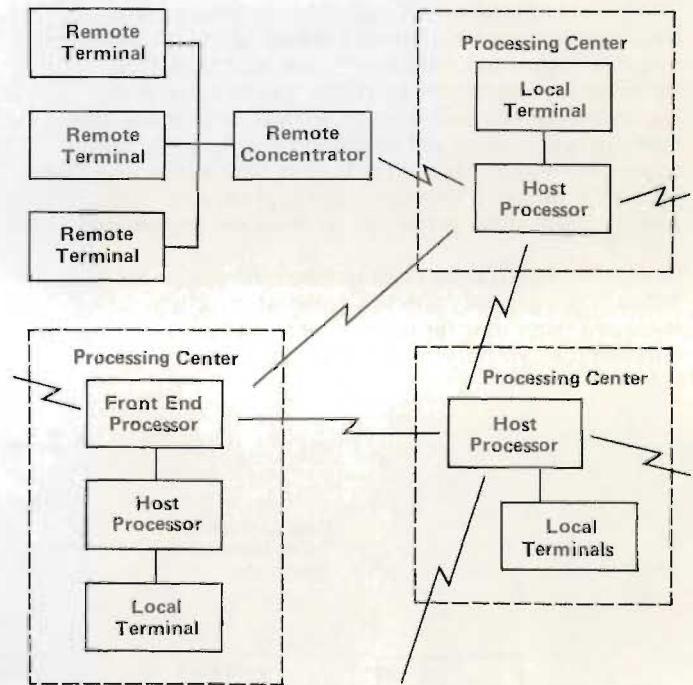 Remote
Terminal
Remote
Terminal
Remote
Terminal
Remote
Concentrator
Processing Center
Local
Terminal
Host
Processor
Processing Center
Front End
Processor
Host
Processor
Local
Terminal
Processing Center
Host
Processor
Local
Terminals